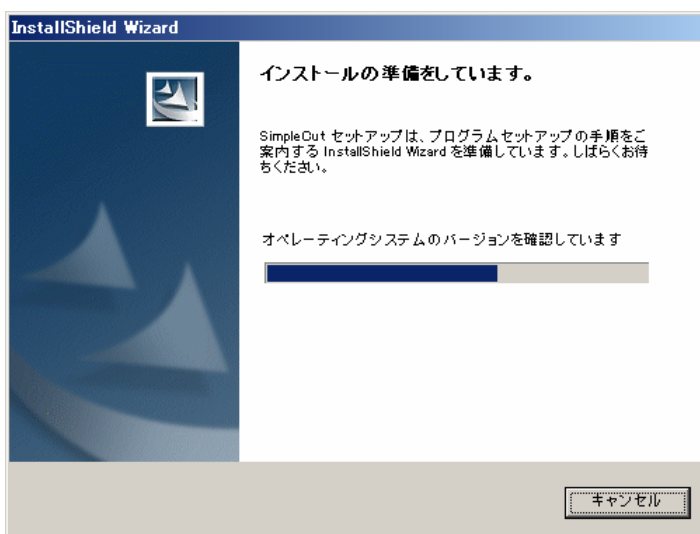 InstallShield Wizard
インストールの準備をしています。
SimpleCut セットアップは、プログラムセットアップの手順をご
案内する InstallShield Wizard を準備しています。しばらくお待
ちください。
オペレーティングシステムのバージョンを確認しています
キャンセル